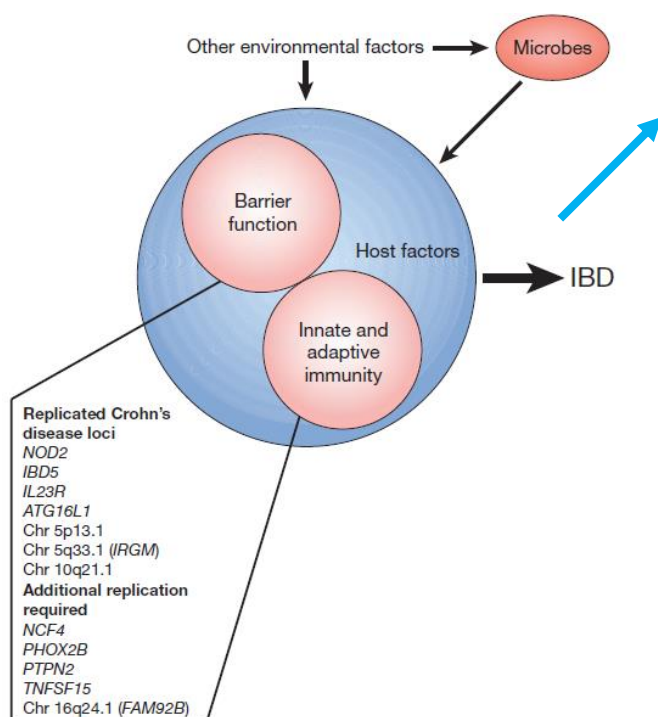 Other environmental factors
Microbes
Barrier
function
Host factors
IBD
Innate and
adaptive
immunity
Replicated Crohn's
disease loci
NOD2
IBD5
IL23R
ATG16L1
Chr 5p13.1
Chr 5q33.1 (IRGM)
Chr 10q21.1
Additional replication
required
NCF4
PHOX2B
PTPN2
TNFSF15
Chr 16q24.1 (FAM92B)